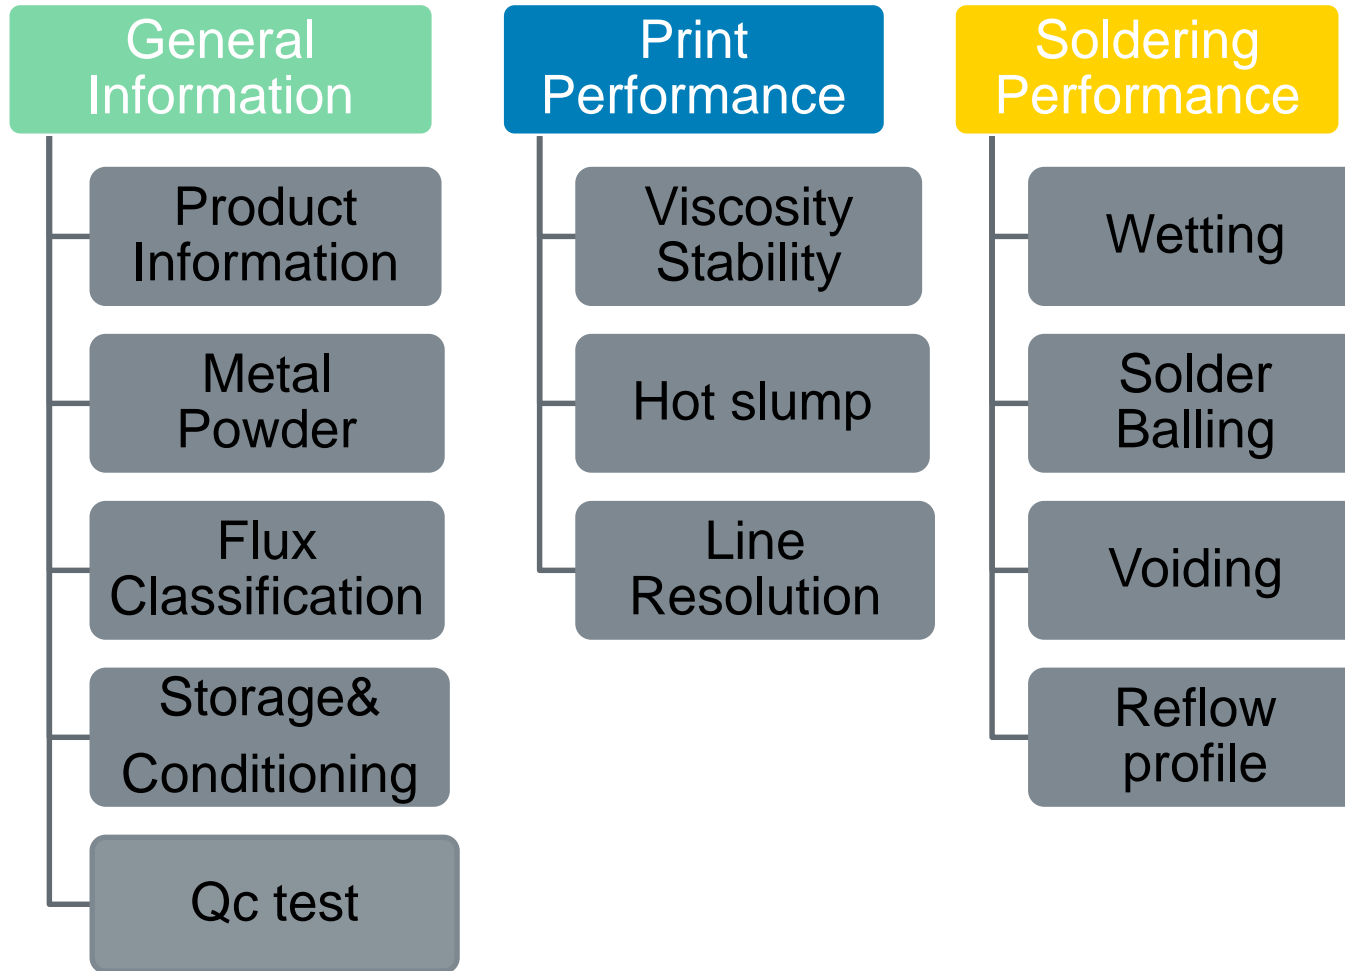 General
Information
Product
Information
Metal
Powder
Flux
Classification
Storage&
Conditioning
Qc test
Print
Performance
Viscosity
Stability
Hot slump
Line
Resolution
Soldering
Performance
Wetting
Solder
Balling
Voiding
Reflow
profile